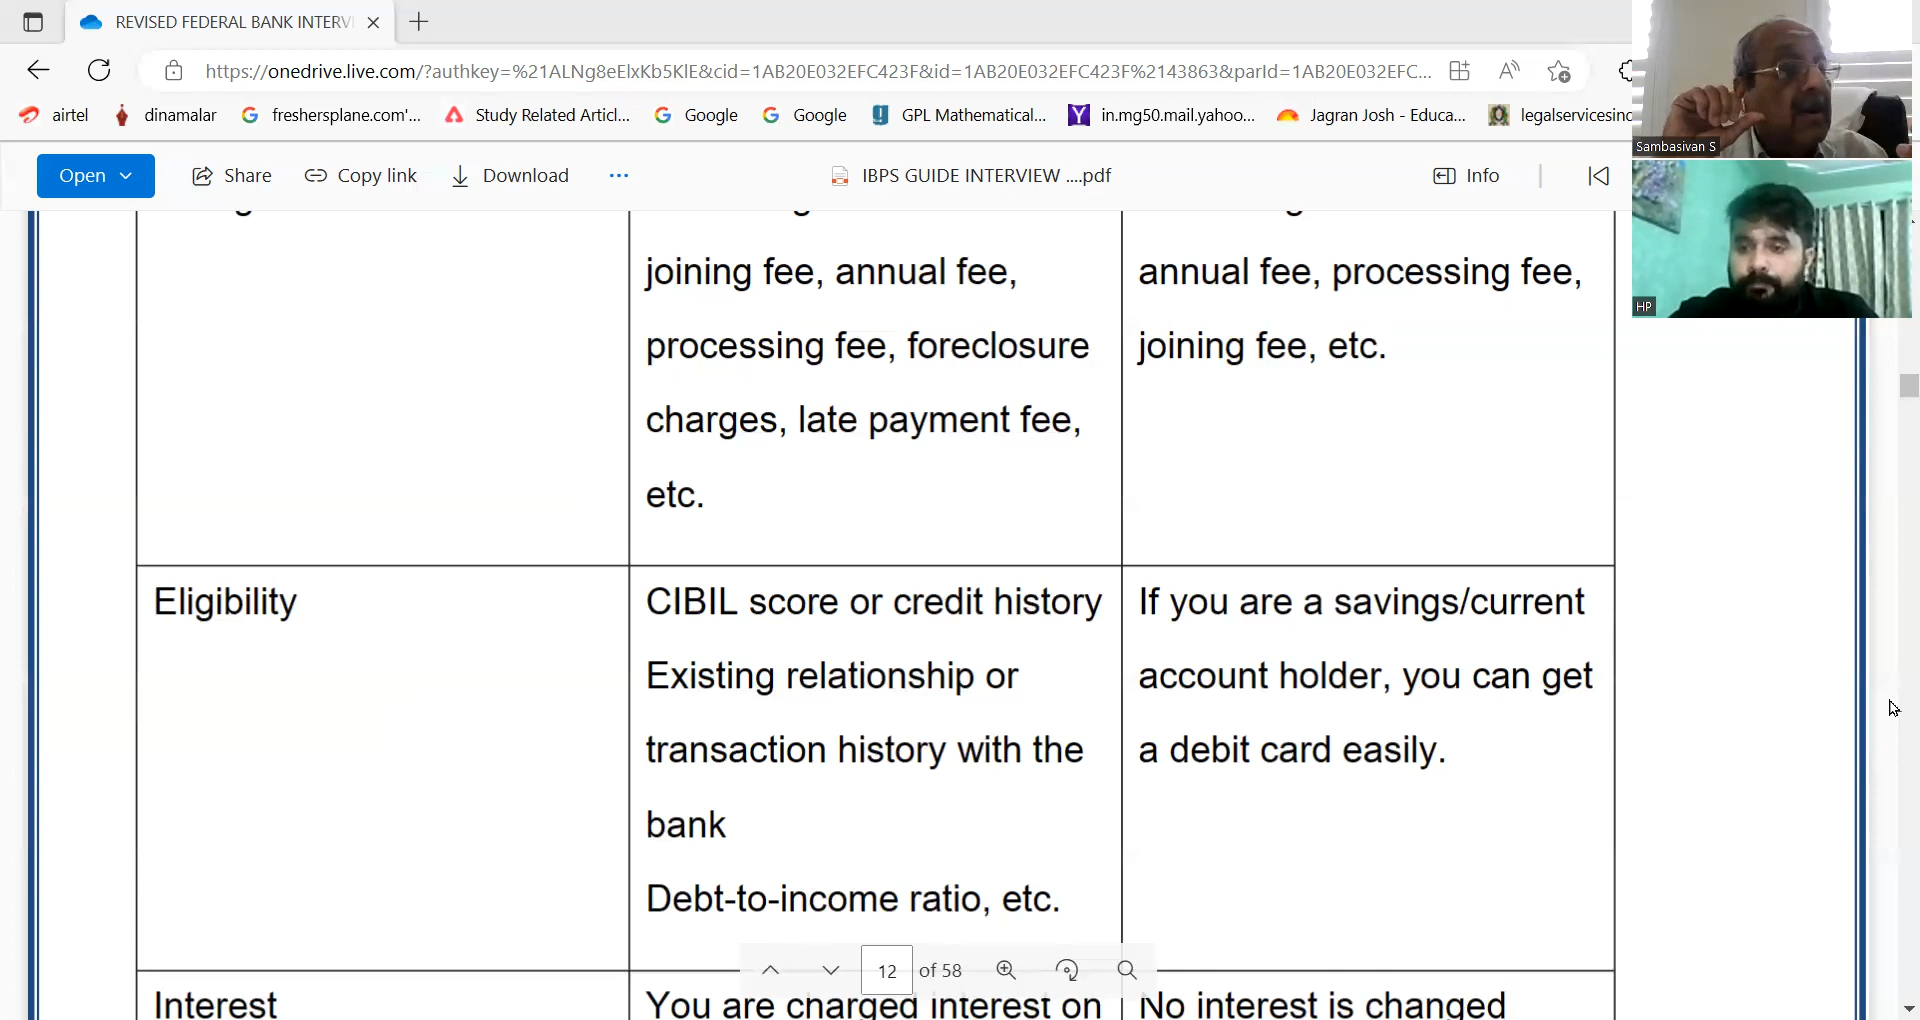 REVISED FEDERAL BANK INTERV
https://onedrive.live.com/?authkey=%21ALNg8eElxKb5KlE&cid=1AB20E032EFC423F&id=1AB20E032EFC423F%2143863&parId=1AB20E032EFC...
airtel dinamalar freshersplane.com'... Study Related Articl... Google Google GPL Mathematical... in.mg50.mail.yahoo... Jagran Josh - Educa... legalservicesinc
Sambasivan S
Open Share Copy link Download ... IBPS GUIDE INTERVIEW ....pdf Info
HP
joining fee, annual fee,
processing fee, foreclosure
charges, late payment fee,
etc.
annual fee, processing fee,
joining fee, etc.
Eligibility
CIBIL score or credit history
Existing relationship or
transaction history with the
bank
Debt-to-income ratio, etc.
If you are a savings/current
account holder, you can get
a debit card easily.
12 of 58
Interest
You are charged interest on
No interest is changed